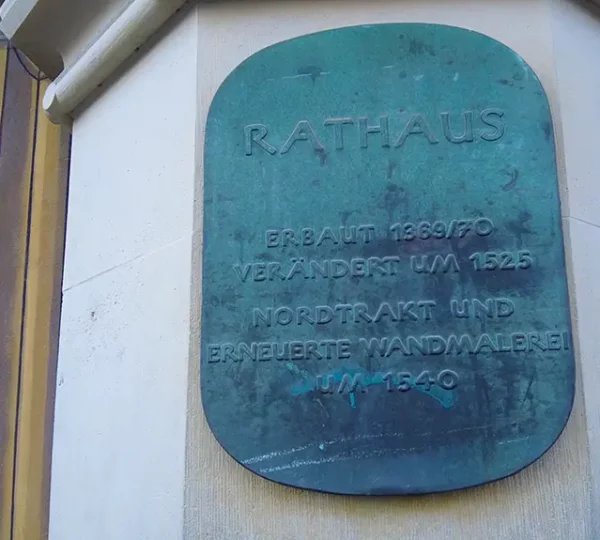 RATHAUS
ERBAUT 1369/70
VERÄNDERT UM 1525
NORDTRAKT UND
ERNEUERTE WANDMALEREI
UM 1540